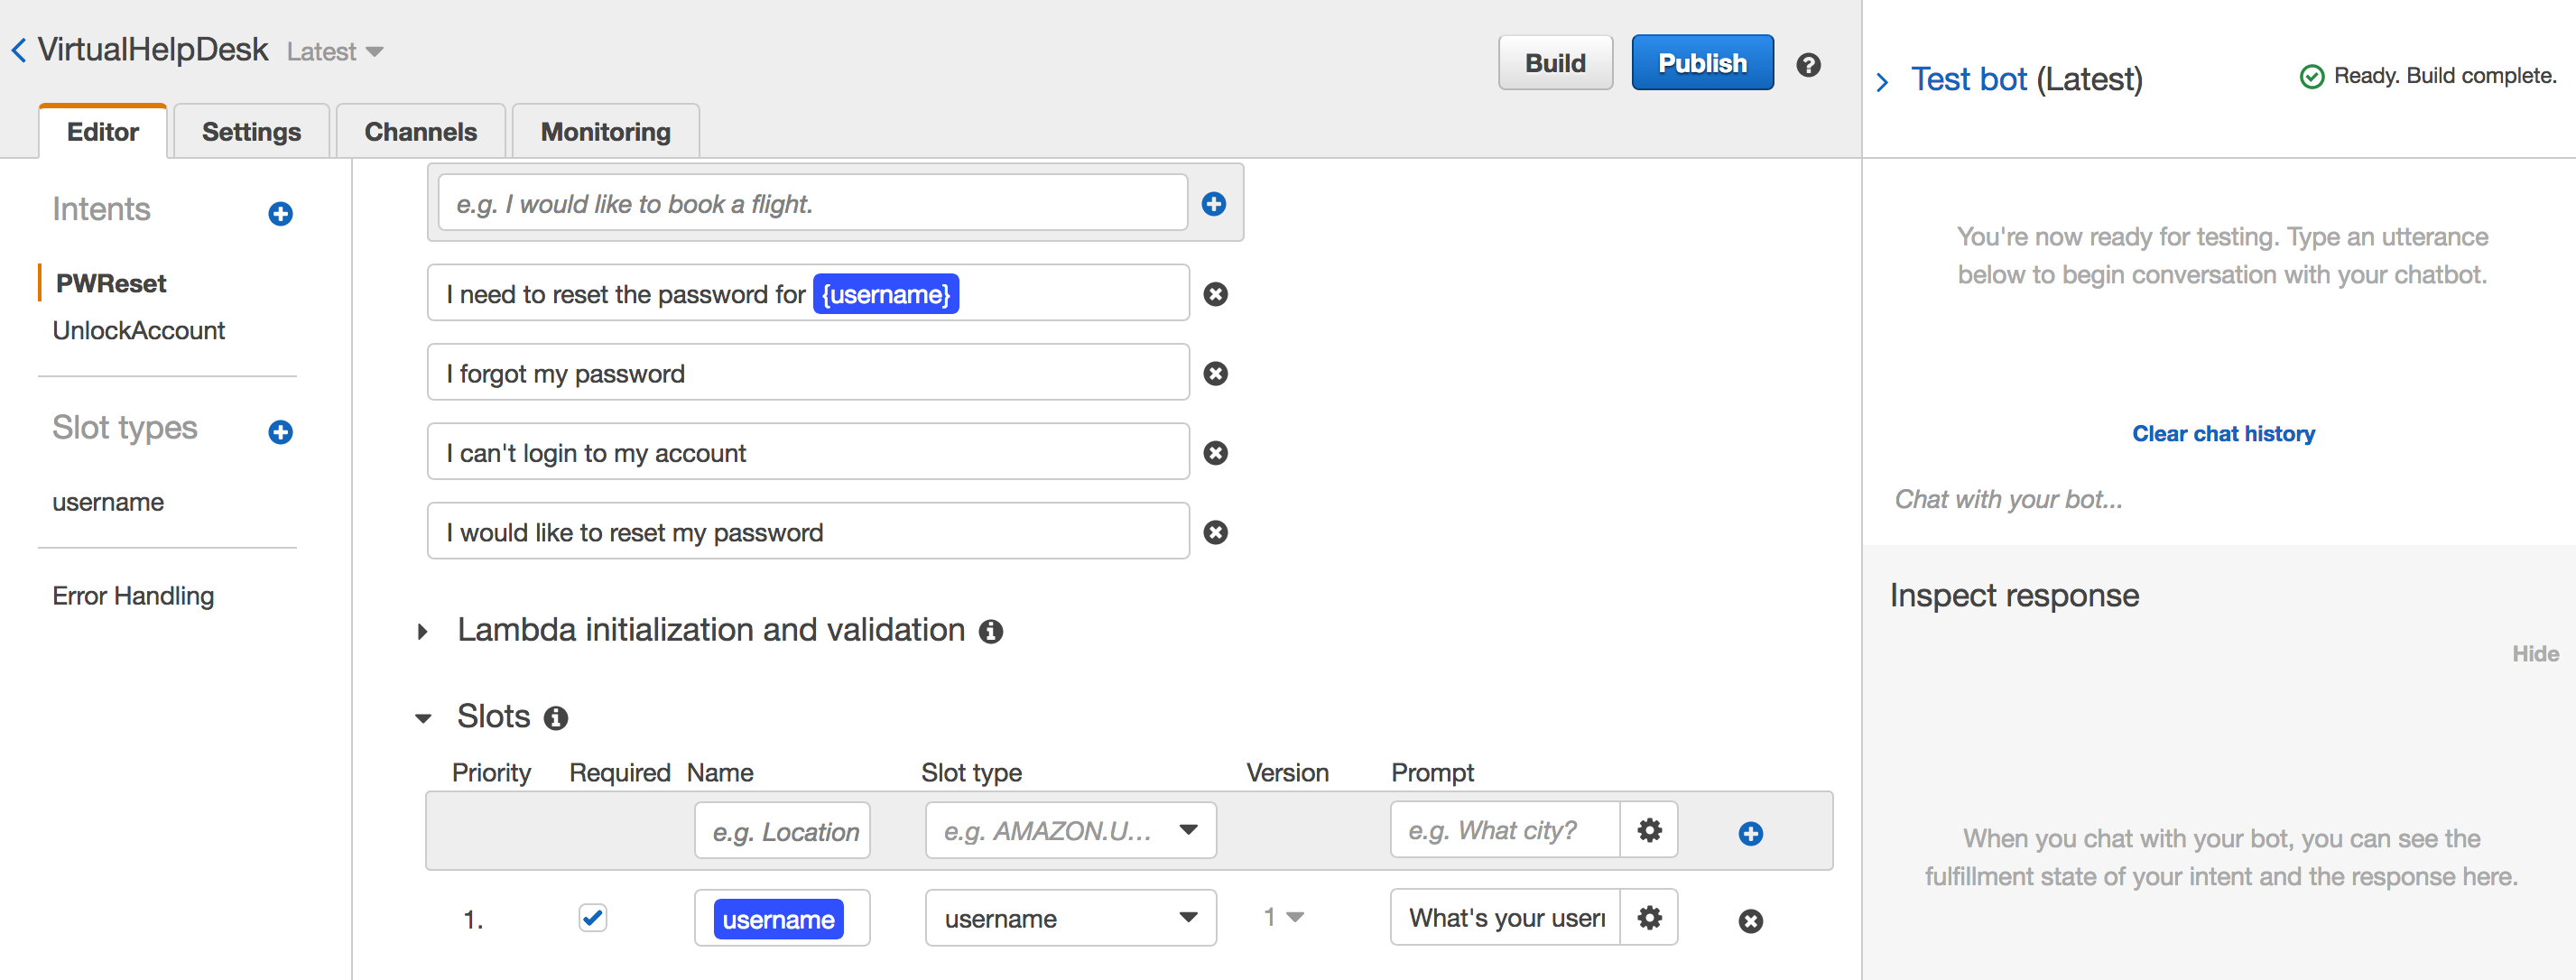 VirtualHelpDesk Latest
Build Publish
Editor Settings Channels Monitoring
Test bot (Latest) Ready. Build complete.
Intents
PWReset
UnlockAccount
Slot types
username
Error Handling
e.g. I would like to book a flight.
I need to reset the password for {username}
I forgot my password
I can't login to my account
I would like to reset my password
Lambda initialization and validation
Slots
Priority Required Name Slot type Version Prompt
e.g. Location e.g. AMAZON.U... e.g. What city?
1. username username 1 What's your
You're now ready for testing. Type an utterance
below to begin conversation with your chatbot.
Clear chat history
Chat with your bot...
Inspect response
Hide
When you chat with your bot, you can see the
fulfillment state of your intent and the response here.